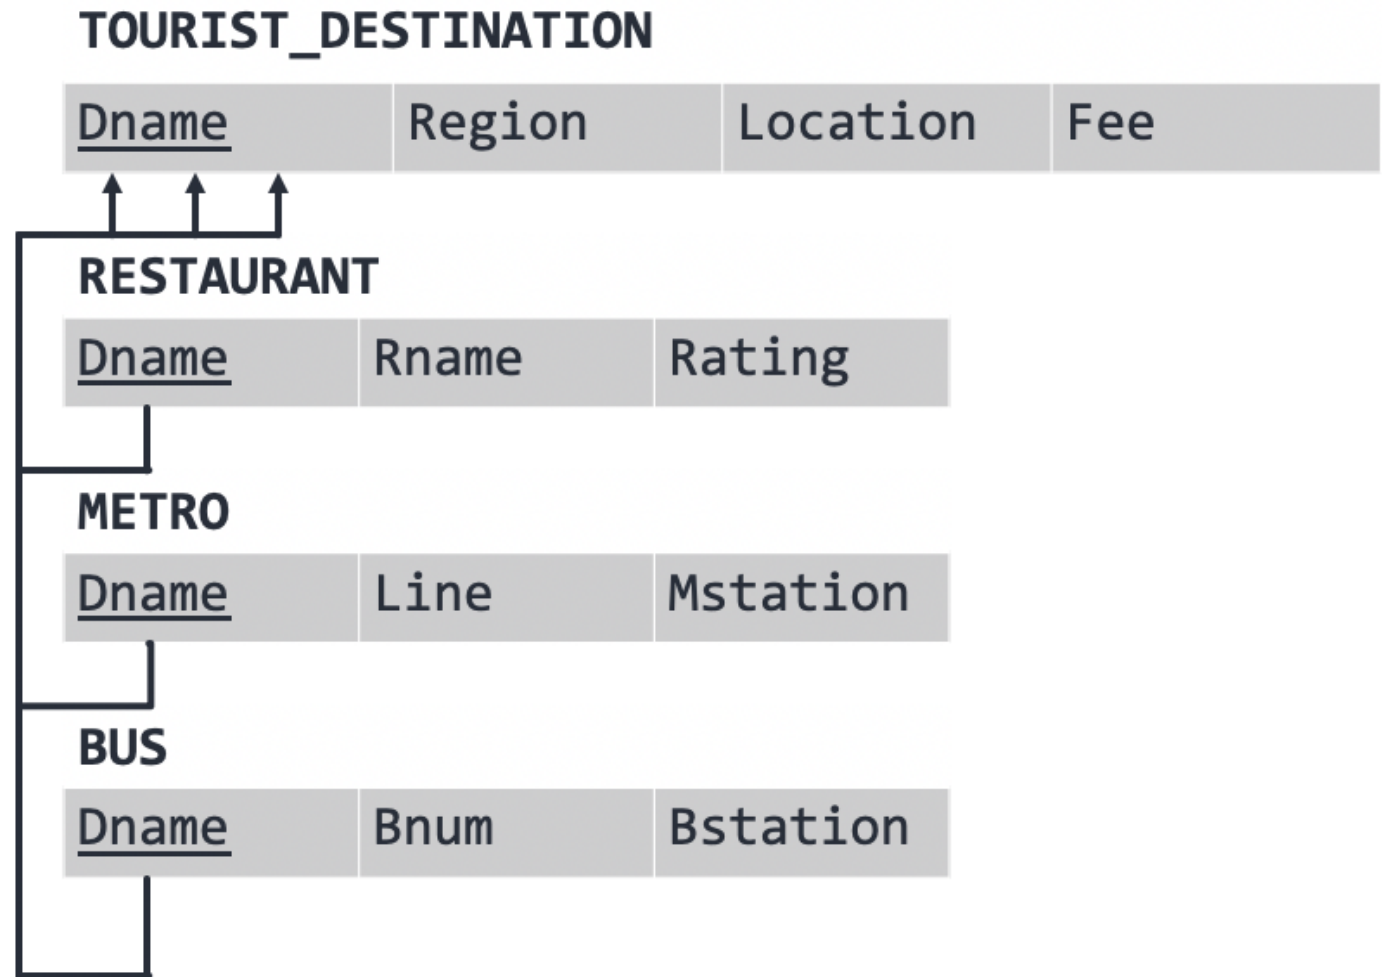 TOURIST_DESTINATION
Dname Region Location Fee
RESTAURANT
Dname Rname Rating
METRO
Dname Line Mstation
BUS
Dname Bnum Bstation